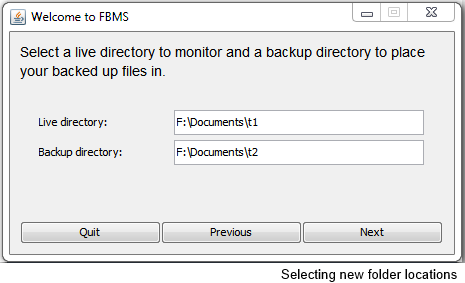 Welcome to FBMS
Select a live directory to monitor and a backup directory to place
your backed up files in.
Live directory:
F:\Documents\t1
Backup directory:
F:\Documents\t2
Quit
Previous
Next
Selecting new folder locations